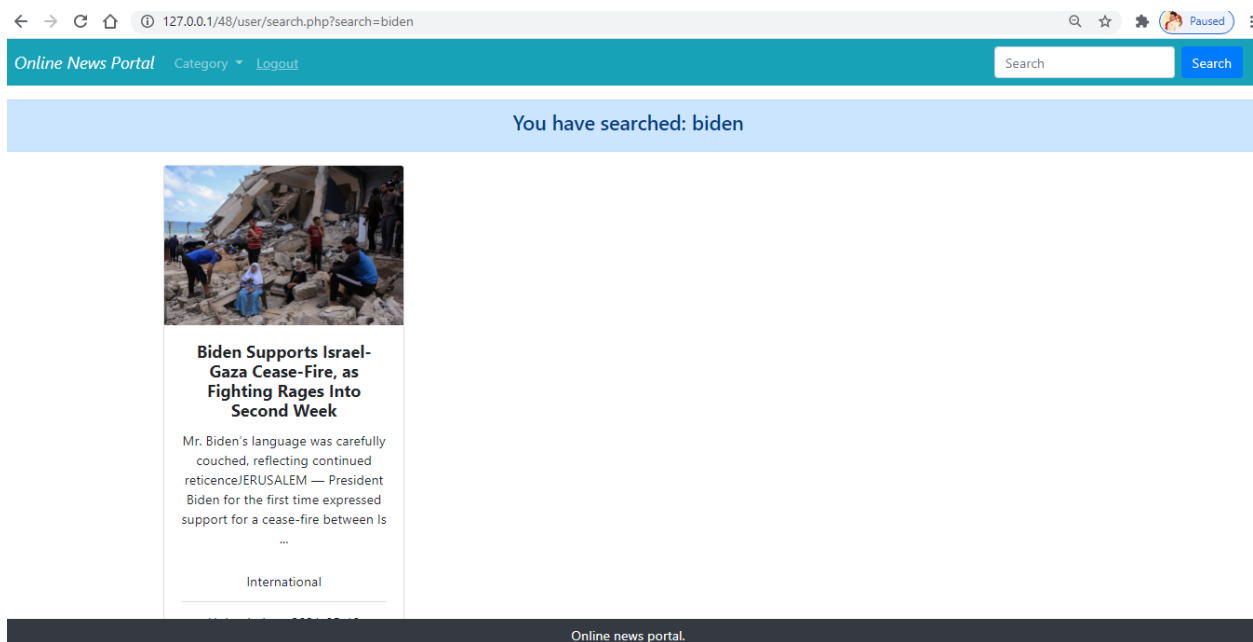 127.0.0.1/48/user/search.php?search=biden
Paused
Online News Portal Category Logout Search Search
You have searched: biden
Biden Supports Israel-
Gaza Cease-Fire, as
Fighting Rages Into
Second Week
Mr. Biden's language was carefully
couched, reflecting continued
reticenceJERUSALEM — President
Biden for the first time expressed
support for a cease-fire between Is
...
International
Online news portal.